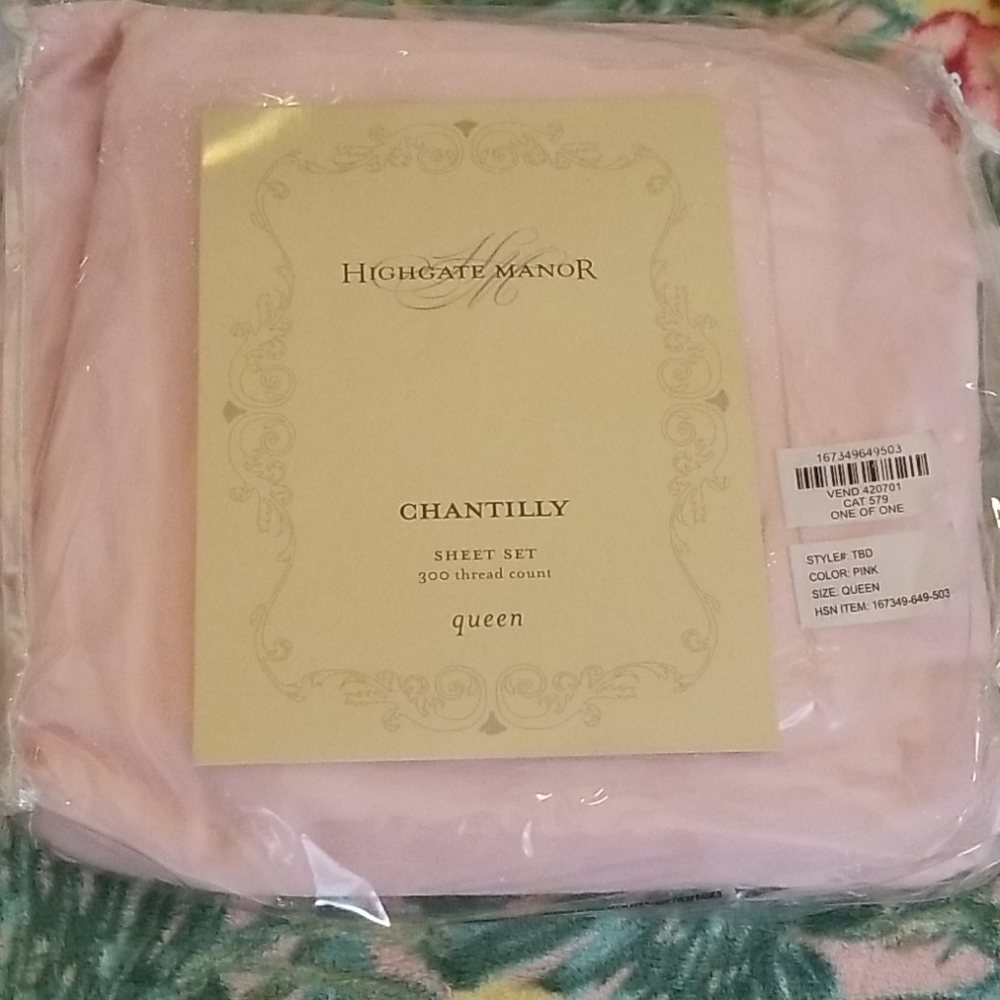 HIGHGATE MANOR
HM
CHANTILLY
SHEET SET
300 thread count
queen
167349649503
VEND 420701
CAT 579
ONE OF ONE
STYLE#: TBD
COLOR: PINK
SIZE: QUEEN
HSN ITEM: 167349-649-503